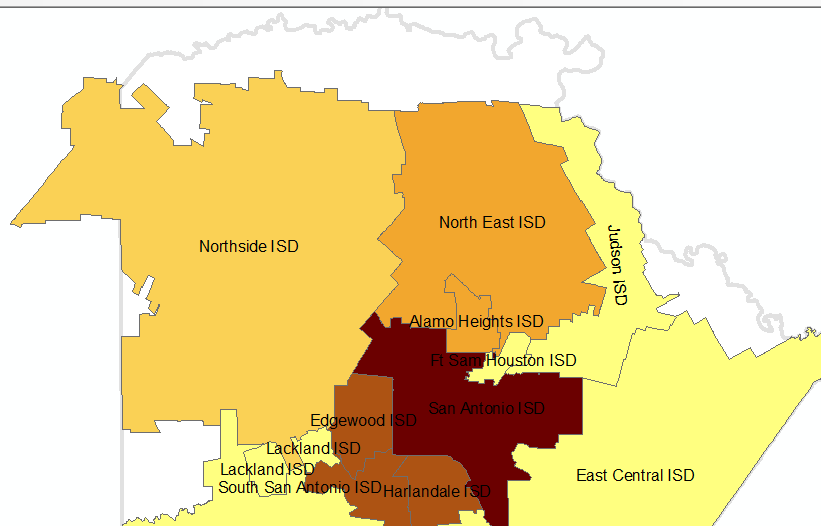 North East ISD
Northside ISD
Judson ISD
Alamo Heights ISD
Ft Sam Houston ISD
San Antonio ISD
Edgewood ISD
Lackland ISD
Lackland ISD
East Central ISD
South San Antonio ISD
Harlandale ISD